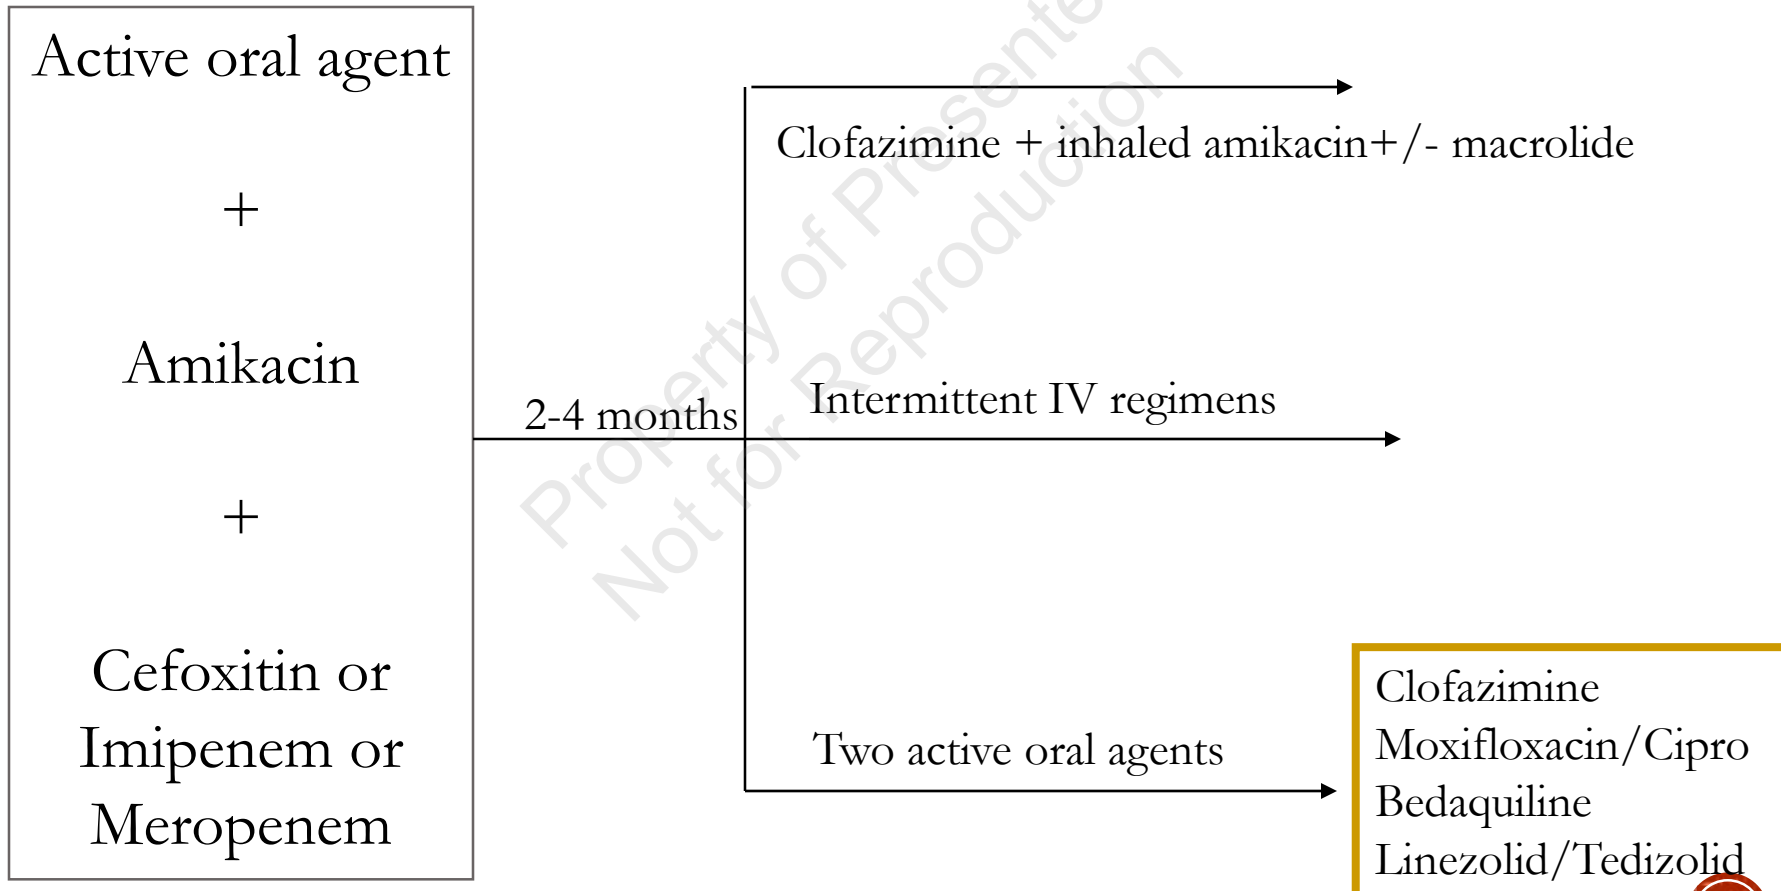 Active oral agent
+
Amikacin
+
Cefoxitin or
Imipenem or
Meropenem
2-4 months
Clofazimine + inhaled amikacin+/- macrolide
Intermittent IV regimens
Two active oral agents
Clofazimine
Moxifloxacin/Cipro
Bedaquiline
Linezolid/Tedizolid
Property of Presente
Not for Reproduction